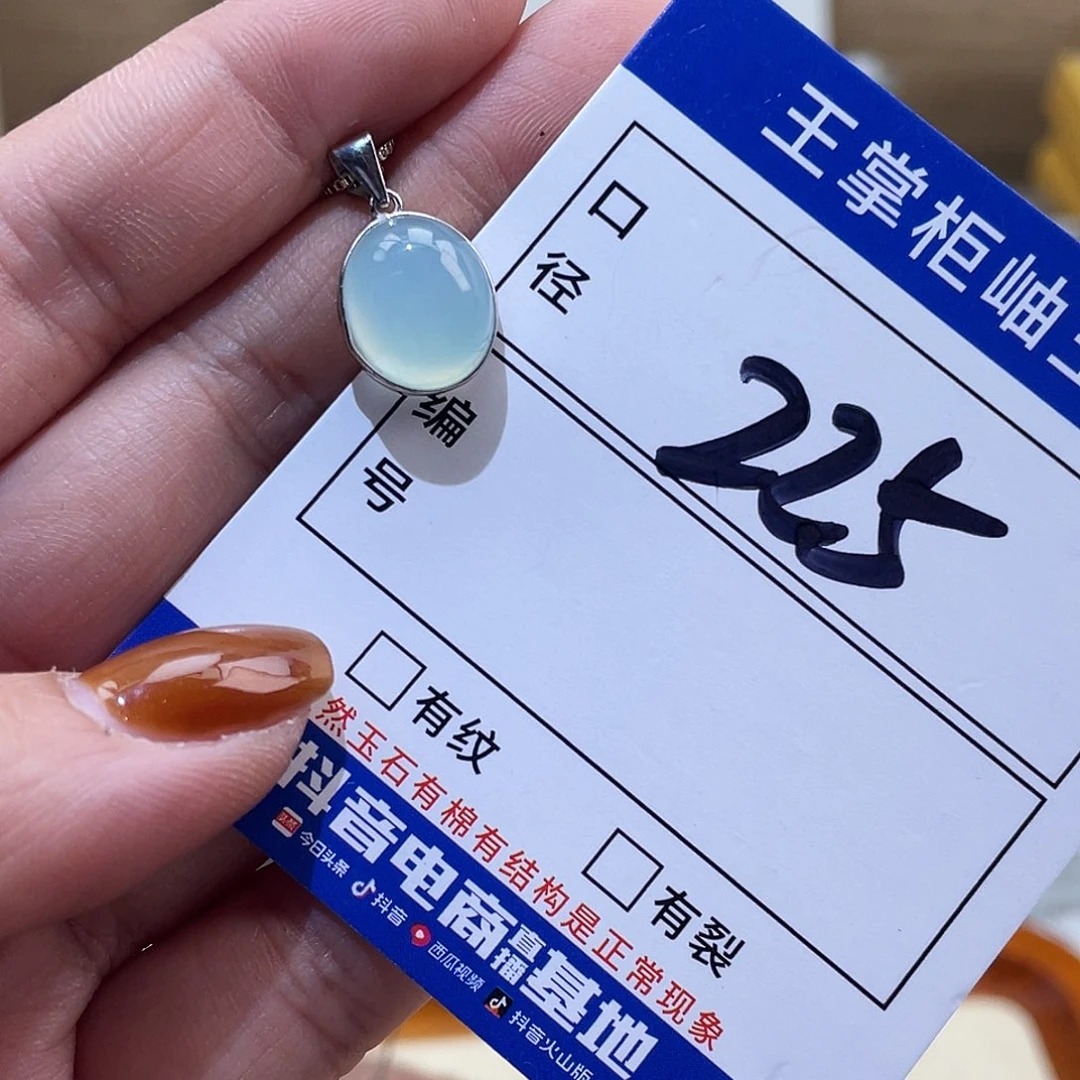 王掌柜岫
口径
225
编号
有纹
有裂
然玉石有棉有结构是正常现象
抖音电商直播基地
今日头条 抖音 西瓜视频 抖音火山版